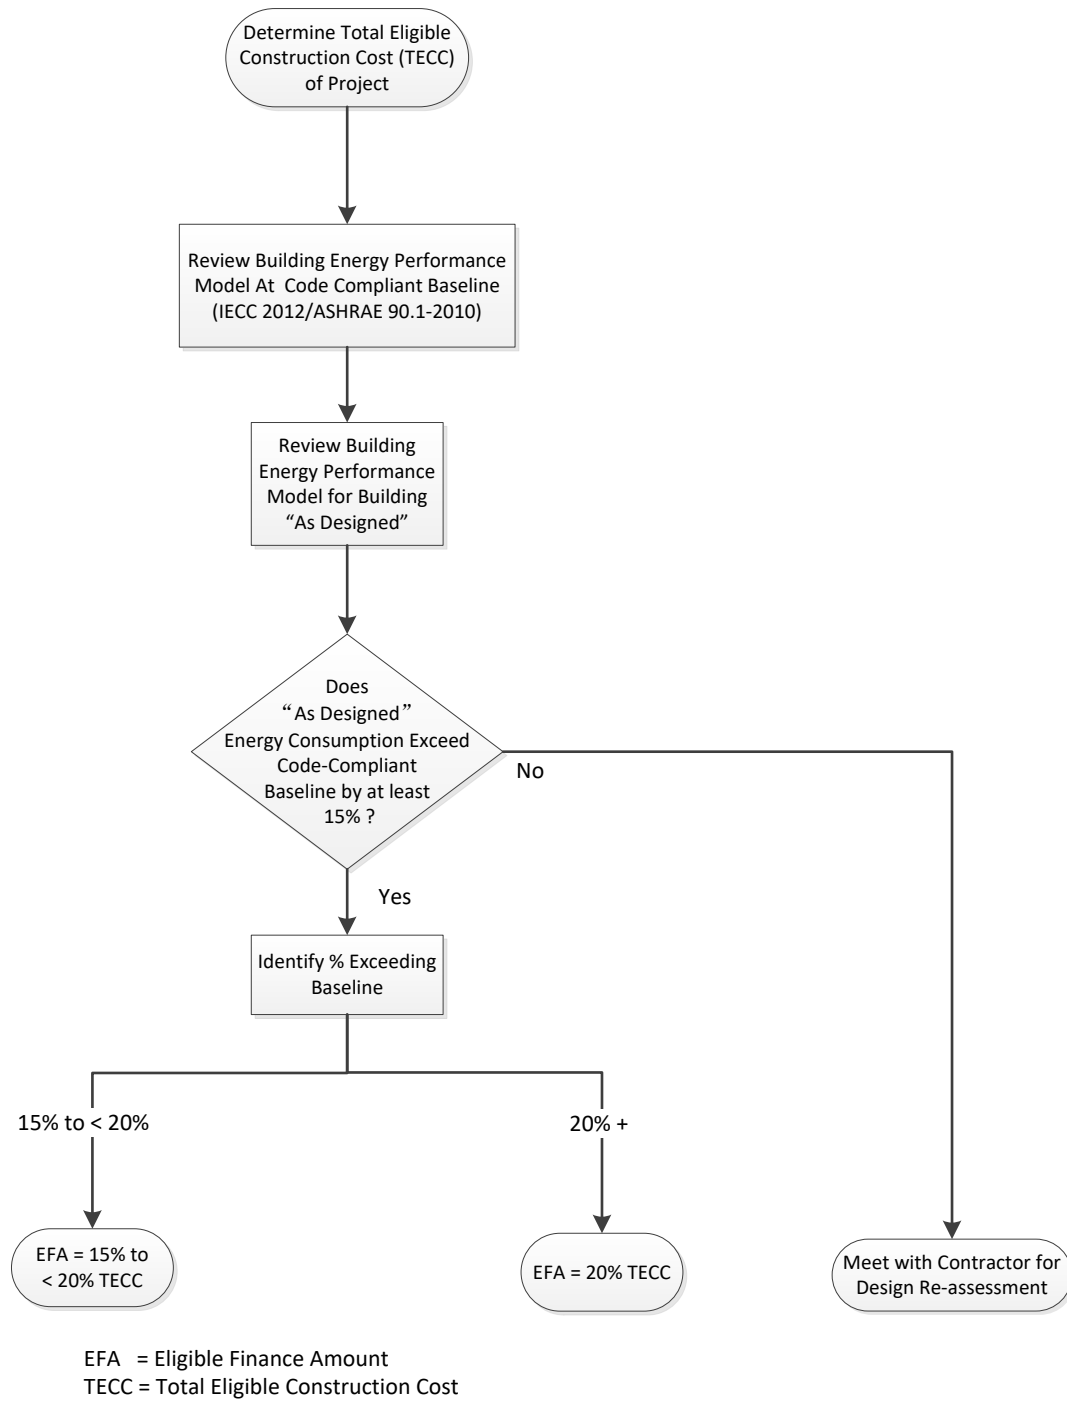 Determine Total Eligible
Construction Cost (TECC)
of Project
Review Building Energy Performance
Model At Code Compliant Baseline
(IECC 2012/ASHRAE 90.1-2010)
Review Building
Energy Performance
Model for Building
“As Designed”
Does
“As Designed”
Energy Consumption Exceed
Code-Compliant
Baseline by at least
15% ?
No
Yes
Identify % Exceeding
Baseline
15% to < 20%
20% +
EFA = 15% to
< 20% TECC
EFA = 20% TECC
Meet with Contractor for
Design Re-assessment
EFA = Eligible Finance Amount
TECC = Total Eligible Construction Cost